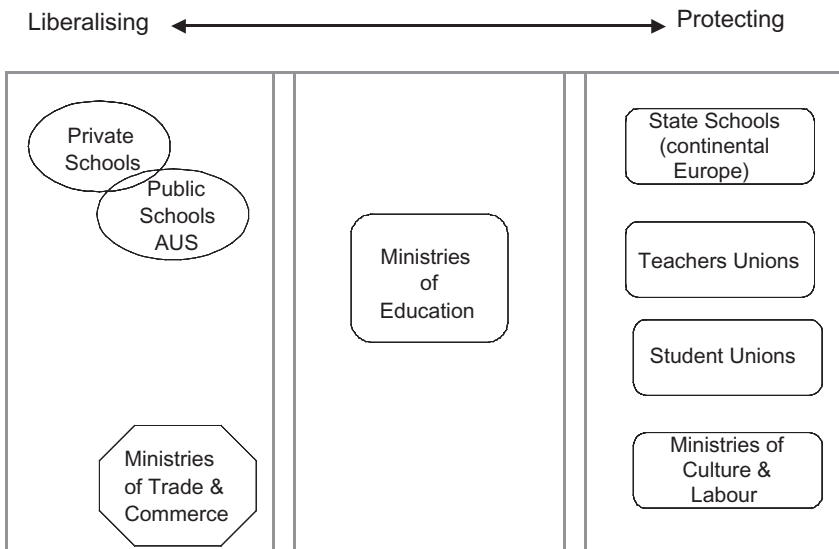 Liberalising
Protecting
Private
Schools
Public
Schools
AUS
Ministries
of Trade &
Commerce
Ministries
of
Education
State Schools
(continental
Europe)
Teachers Unions
Student Unions
Ministries of
Culture &
Labour